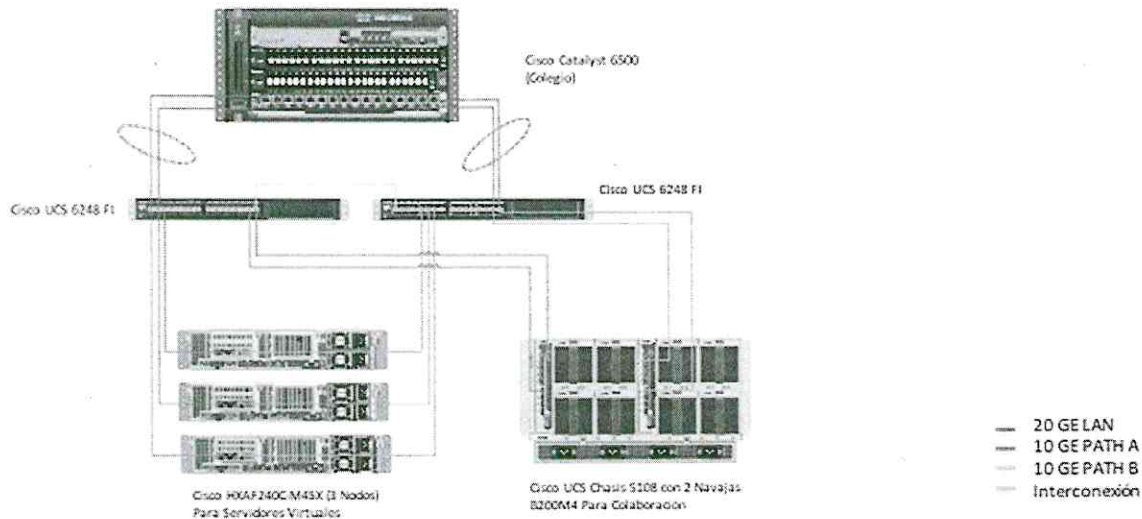 Cisco Catalyst 6500
(Colegio)
Cisco UCS 6248 FI
Cisco UCS 6248 FI
Cisco HXAF240C M4SX (3 Nodos)
Para Servidores Virtuales
Cisco UCS Chasis 5108 con 2 Navajas
B200M4 Para Colaboración
20 GE LAN
10 GE PATH A
10 GE PATH B
Interconexión